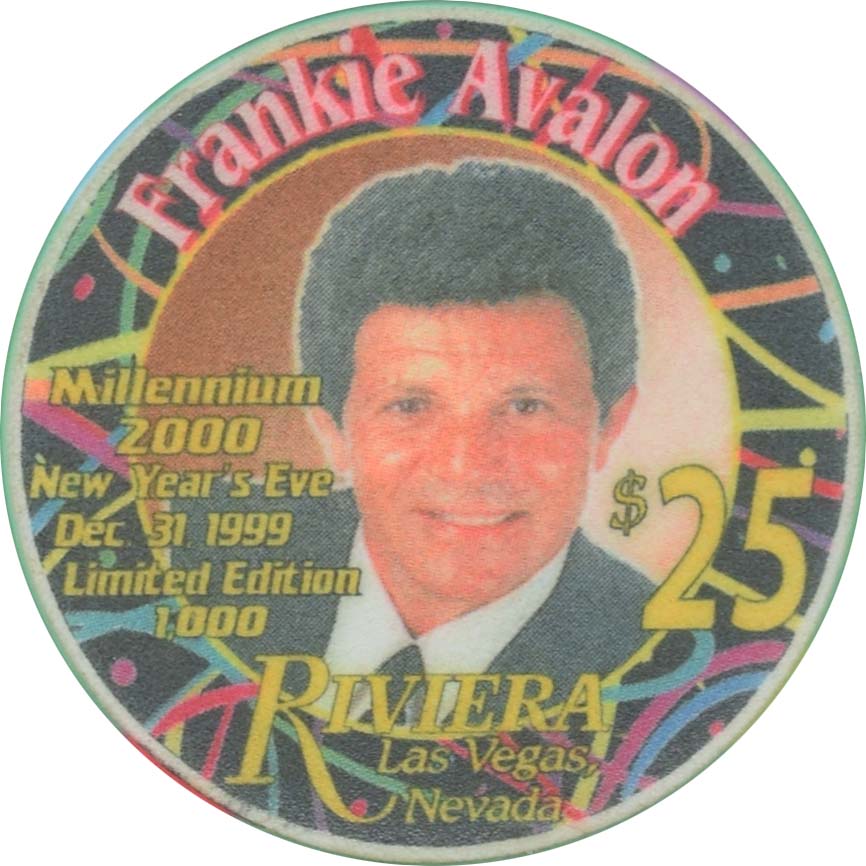 Frankie Avalon
Millennium
2000
New Year's Eve
Dec. 31, 1999
Limited Edition
1,000
$25
RIVIERA
Las Vegas,
Nevada